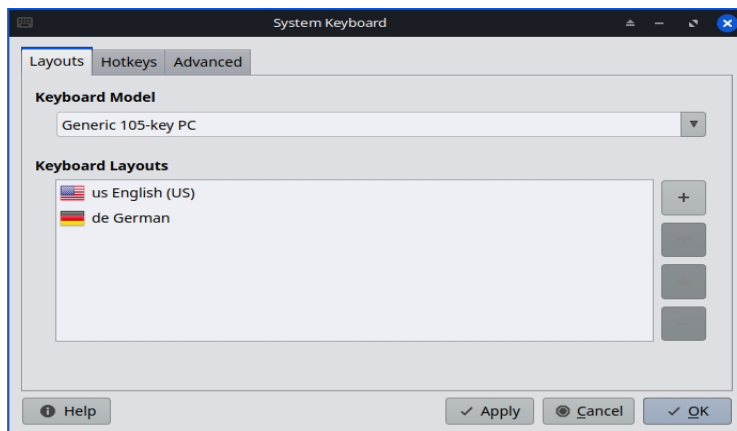 System Keyboard
Layouts Hotkeys Advanced
Keyboard Model
Generic 105-key PC
Keyboard Layouts
us English (US)
de German
Help Apply Cancel OK